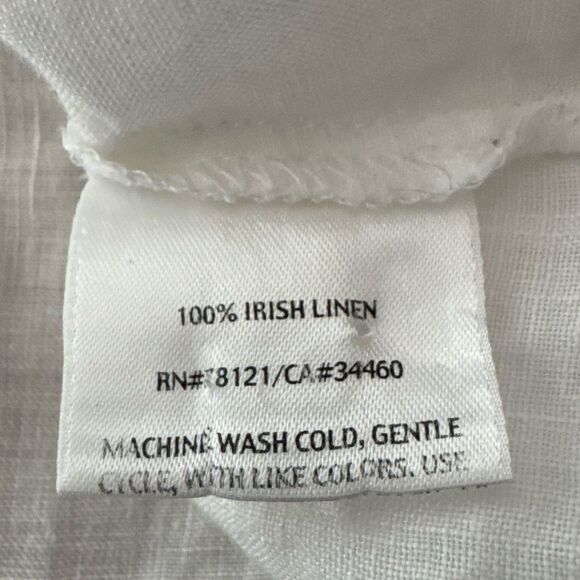 100% IRISH LINEN
CA#34460
MACHINE WASH COLD, GENTLE
CYCLE, WITH LIKE COLORS. USE